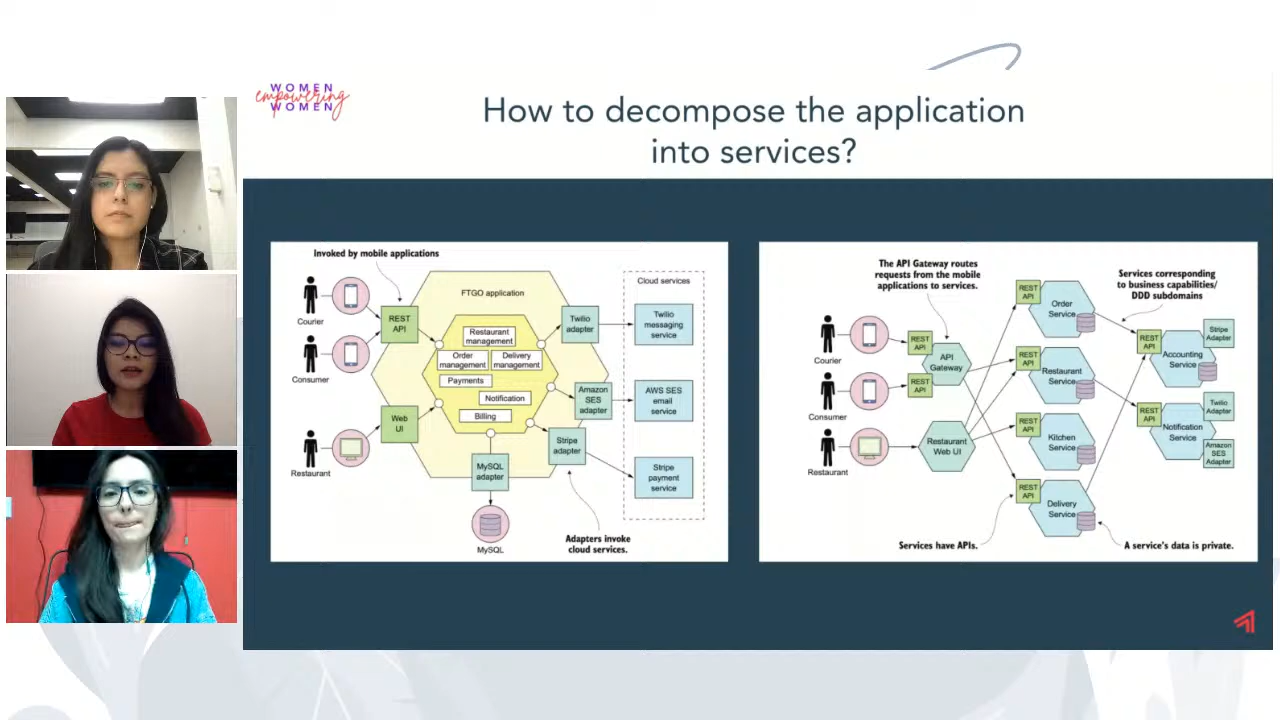 WOMEN
empowering
WOMEN
How to decompose the application
into services?
Invoked by mobile applications
FTGO application
Cloud services
Courier
REST
API
Twilio
adapter
Twilio
messaging
service
Restaurant
management
Order
management
Delivery
management
Consumer
Payments
Notification
Billing
Amazon
SES
adapter
AWS SES
email
service
Web
UI
Stripe
adapter
Restaurant
MySQL
adapter
Stripe
payment
service
MySQL
Adapters invoke
cloud services.
The API Gateway routes
requests from the mobile
applications to services.
Services corresponding
to business capabilities/
DDD subdomains
REST
API
Order
Service
Courier
REST
API
API
Gateway
REST
API
Consumer
REST
API
Restaurant
Service
REST
API
Accounting
Service
Stripe
Adapter
Restaurant
Restaurant
Web UI
REST
API
Kitchen
Service
REST
API
Notification
Service
Twilio
Adapter
Amazon
SES
Adapter
REST
API
Delivery
Service
Services have APIs.
A service's data is private.